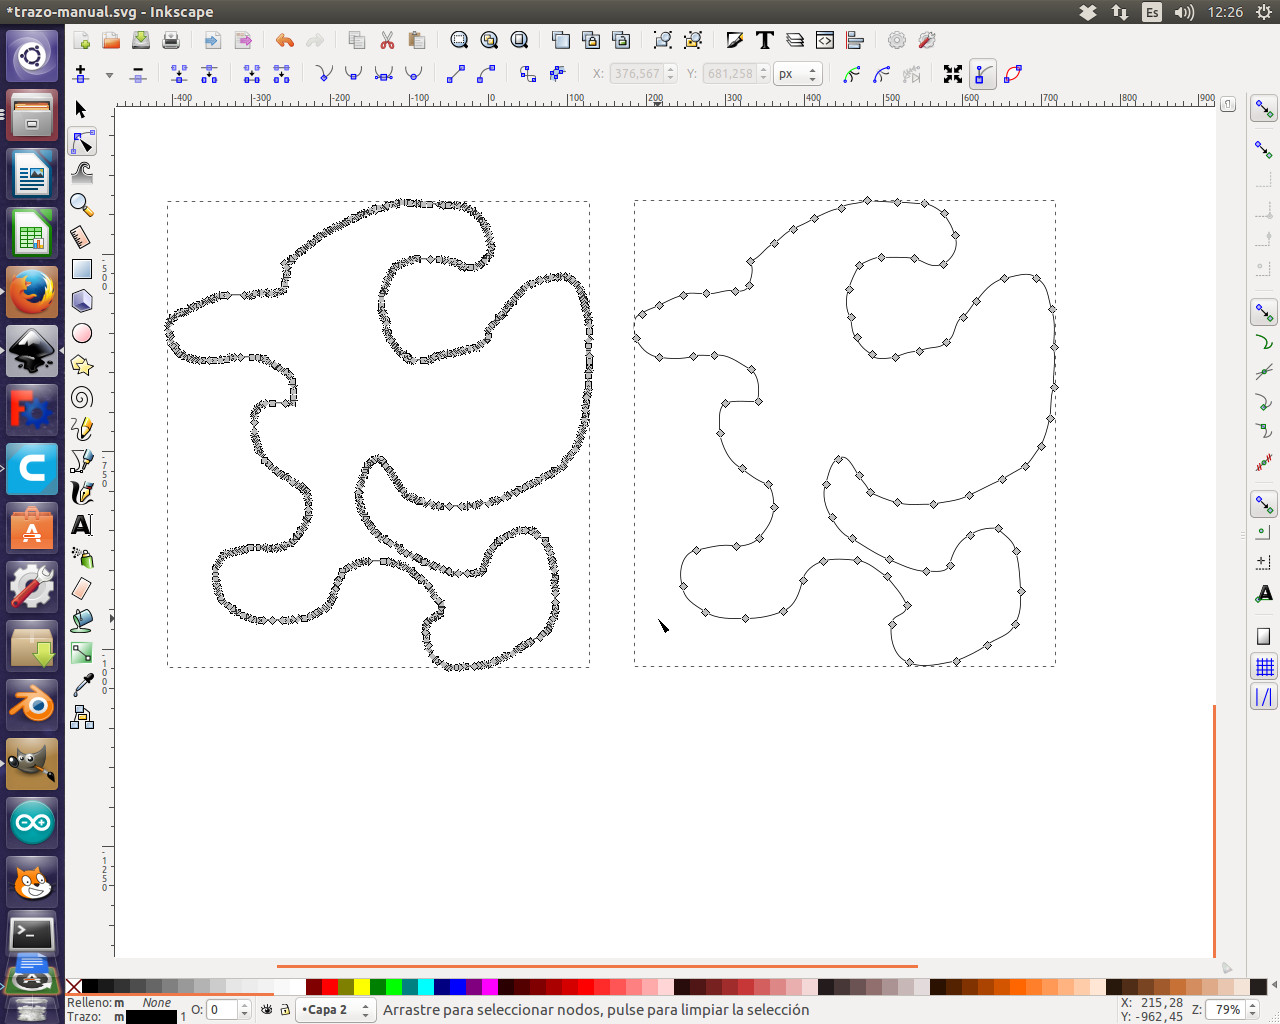 *trazo-manual.svg - Inkscape
Es
12:26
X: 376,567
Y: 681,258
px
-400 -300 -200 -100 0 100 200 300 400 500 600 700 800 900
-500
-750
-1000
-1250
Relleno: m None
Trazo: m 1
O: 0
•Capa 2
Arrastre para seleccionar nodos, pulse para limpiar la selección
X: 215,28
Y: -962,45
Z: 79%